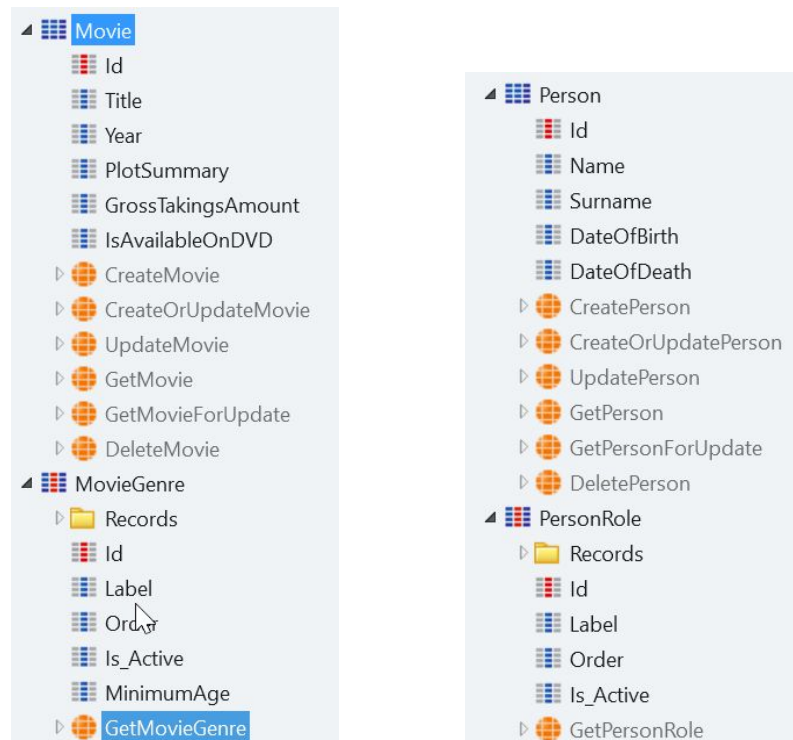 Movie
Id
Title
Year
PlotSummary
GrossTakingsAmount
IsAvailableOnDVD
CreateMovie
CreateOrUpdateMovie
UpdateMovie
GetMovie
GetMovieForUpdate
DeleteMovie
MovieGenre
Records
Id
Label
Order
Is_Active
MinimumAge
GetMovieGenre
Person
Id
Name
Surname
DateOfBirth
DateOfDeath
CreatePerson
CreateOrUpdatePerson
UpdatePerson
GetPerson
GetPersonForUpdate
DeletePerson
PersonRole
Records
Id
Label
Order
Is_Active
GetPersonRole